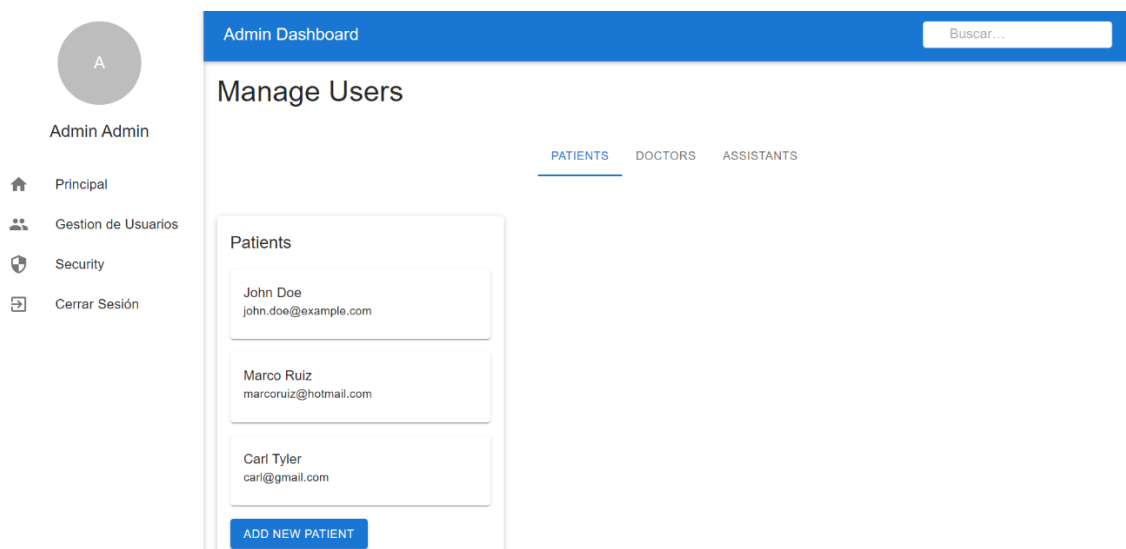 A
Admin Admin
Principal
Gestion de Usuarios
Security
Cerrar Sesión
Admin Dashboard
Buscar...
Manage Users
PATIENTS
DOCTORS
ASSISTANTS
Patients
John Doe
john.doe@example.com
Marco Ruiz
marcoruiz@hotmail.com
Carl Tyler
carl@gmail.com
ADD NEW PATIENT